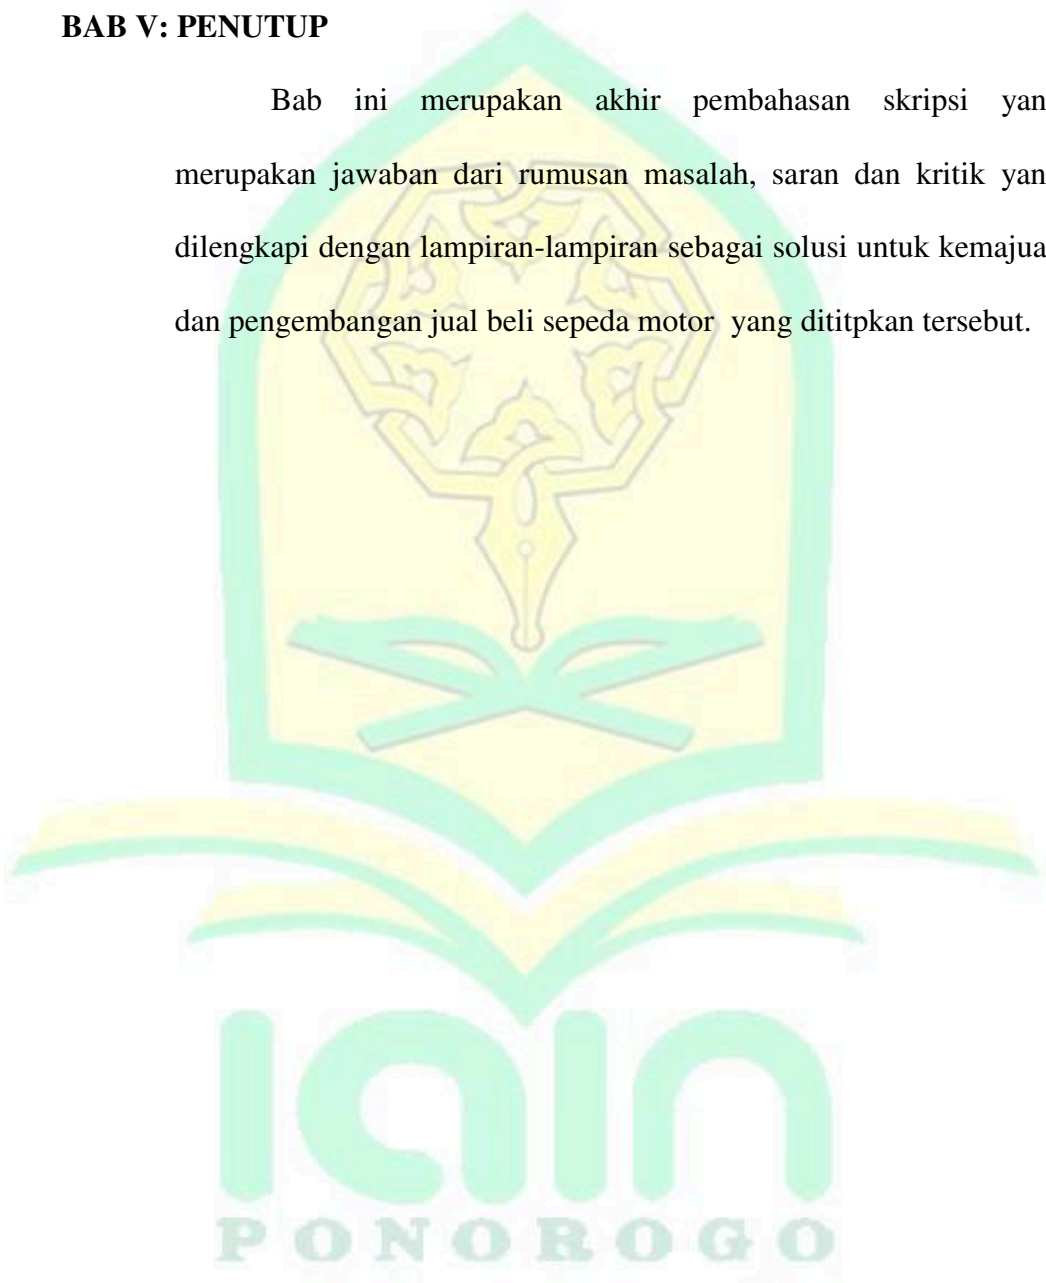 BAB V: PENUTUP
Bab ini merupakan akhir pembahasan skripsi yan
merupakan jawaban dari rumusan masalah, saran dan kritik yan
dilengkapi dengan lampiran-lampiran sebagai solusi untuk kemajua
dan pengembangan jual beli sepeda motor yang dititpkan tersebut.
iain
PONOROGO